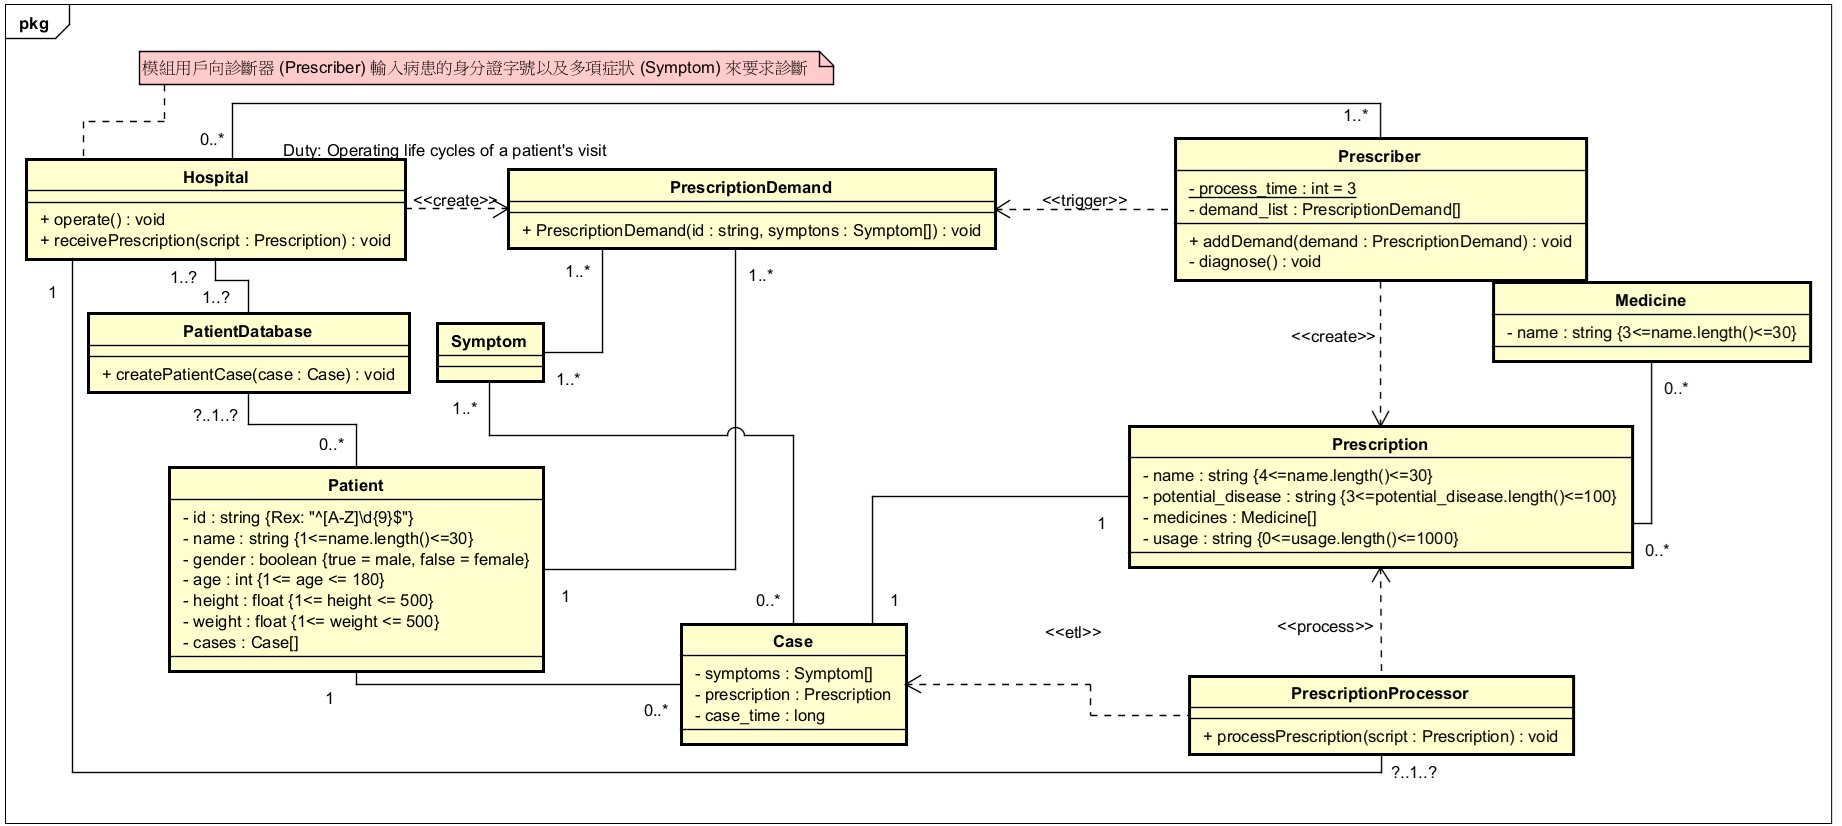 pkg
模組用戶向診斷器 (Prescriber) 輸入病患的身分證字號以及多項症狀 (Symptom) 來要求診斷
0..*
1..*
Duty: Operating life cycles of a patient's visit
Hospital
+ operate() : void
+ receivePrescription(script : Prescription) : void
<<create>>
PrescriptionDemand
+ PrescriptionDemand(id : string, symptons : Symptom[]) : void
<<trigger>>
Prescriber
- process_time : int = 3
- demand_list : PrescriptionDemand[]
+ addDemand(demand : PrescriptionDemand) : void
- diagnose() : void
1
1..?
1..?
1..*
1..*
PatientDatabase
+ createPatientCase(case : Case) : void
Symptom
1..*
1..*
<<create>>
Medicine
- name : string {3<=name.length()<=30}
0..*
?..1..?
0..*
Patient
- id : string {Rex: "^[A-Z]\d{9}$"}
- name : string {1<=name.length()<=30}
- gender : boolean {true = male, false = female}
- age : int {1<= age <= 180}
- height : float {1<= height <= 500}
- weight : float {1<= weight <= 500}
- cases : Case[]
1
Prescription
- name : string {4<=name.length()<=30}
- potential_disease : string {3<=potential_disease.length()<=100}
- medicines : Medicine[]
- usage : string {0<=usage.length()<=1000}
1
0..*
0..*
1
Case
- symptoms : Symptom[]
- prescription : Prescription
- case_time : long
1
0..*
<<etl>>
<<process>>
PrescriptionProcessor
+ processPrescription(script : Prescription) : void
?..1..?